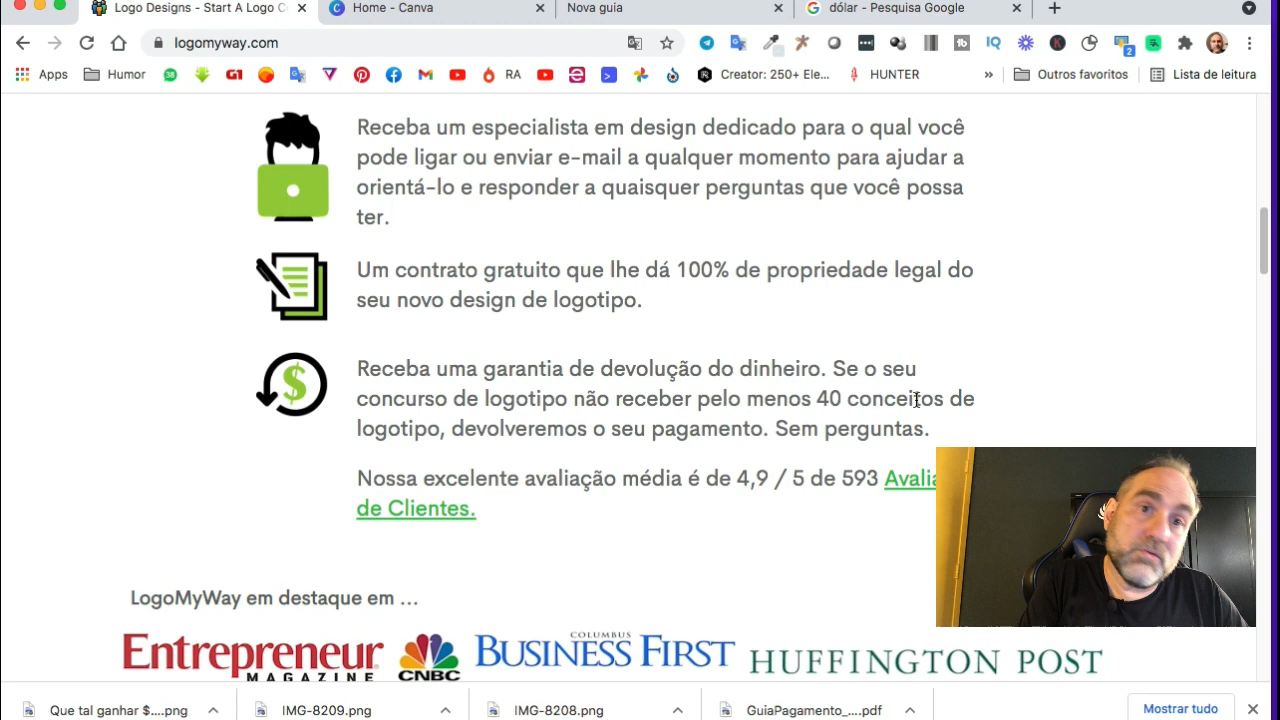 Logo Designs - Start A Logo C
Home - Canva
Nova guia
dólar - Pesquisa Google
logomyway.com
Apps
Humor
38
G1
RA
Creator: 250+ Ele...
HUNTER
»
Outros favoritos
Lista de leitura
Receba um especialista em design dedicado para o qual você
pode ligar ou enviar e-mail a qualquer momento para ajudar a
orientá-lo e responder a quaisquer perguntas que você possa
ter.
Um contrato gratuito que lhe dá 100% de propriedade legal do
seu novo design de logotipo.
Receba uma garantia de devolução do dinheiro. Se o seu
concurso de logotipo não receber pelo menos 40 conceitos de
logotipo, devolveremos o seu pagamento. Sem perguntas.
Nossa excelente avaliação média é de 4,9 / 5 de 593 Avalia
de Clientes.
LogoMyWay em destaque em ...
Entrepreneur
MAGAZINE
CNBC
COLUMBUS
BUSINESS FIRST
HUFFINGTON POST
Que tal ganhar $....png
IMG-8209.png
IMG-8208.png
GuiaPagamento_....pdf
Mostrar tudo